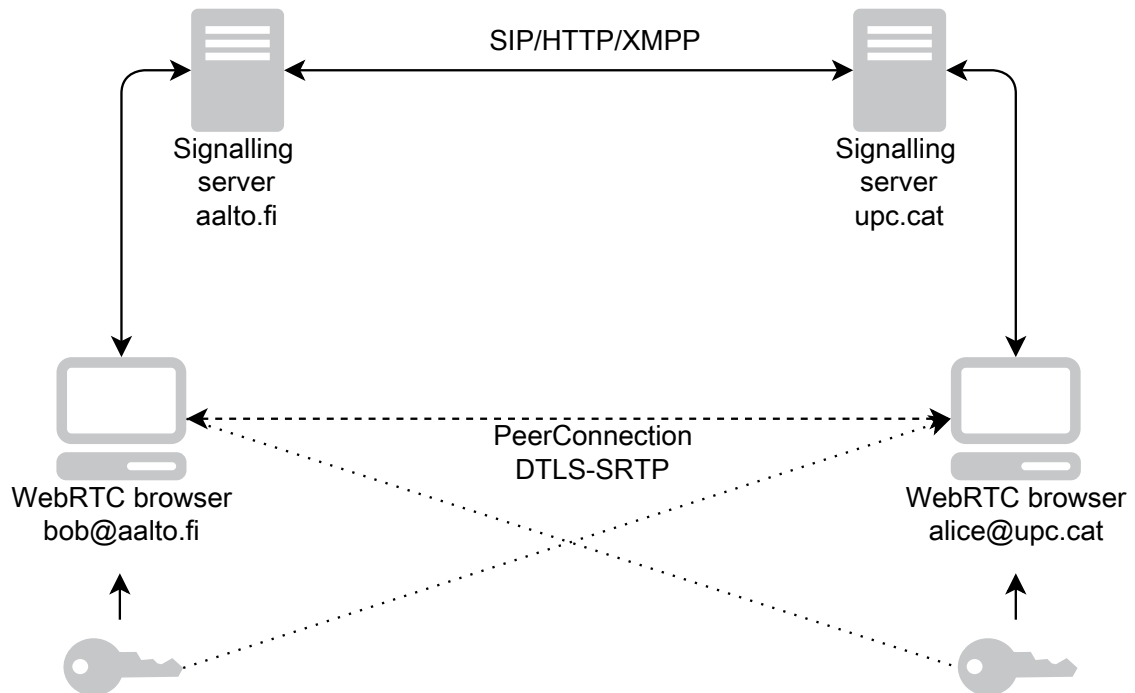 SIP/HTTP/XMPP
Signalling
server
aalto.fi
Signalling
server
upc.cat
PeerConnection
DTLS-SRTP
WebRTC browser
bob@aalto.fi
WebRTC browser
alice@upc.cat